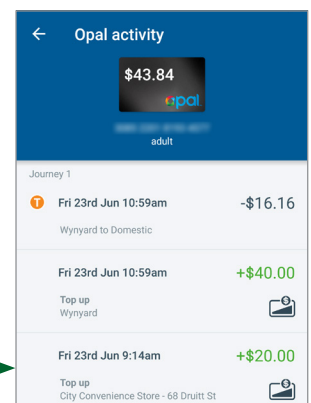 ← Opal activity
$43.84
opal
adult
Journey 1
T Fri 23rd Jun 10:59am -$16.16
Wynyard to Domestic
Fri 23rd Jun 10:59am +$40.00
Top up
Wynyard
$
Fri 23rd Jun 9:14am +$20.00
Top up
City Convenience Store - 68 Druitt St
$